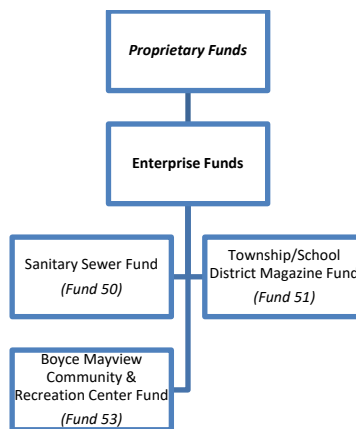 Proprietary Funds
Enterprise Funds
Sanitary Sewer Fund
(Fund 50)
Township/School
District Magazine Fund
(Fund 51)
Boyce Mayview
Community &
Recreation Center Fund
(Fund 53)